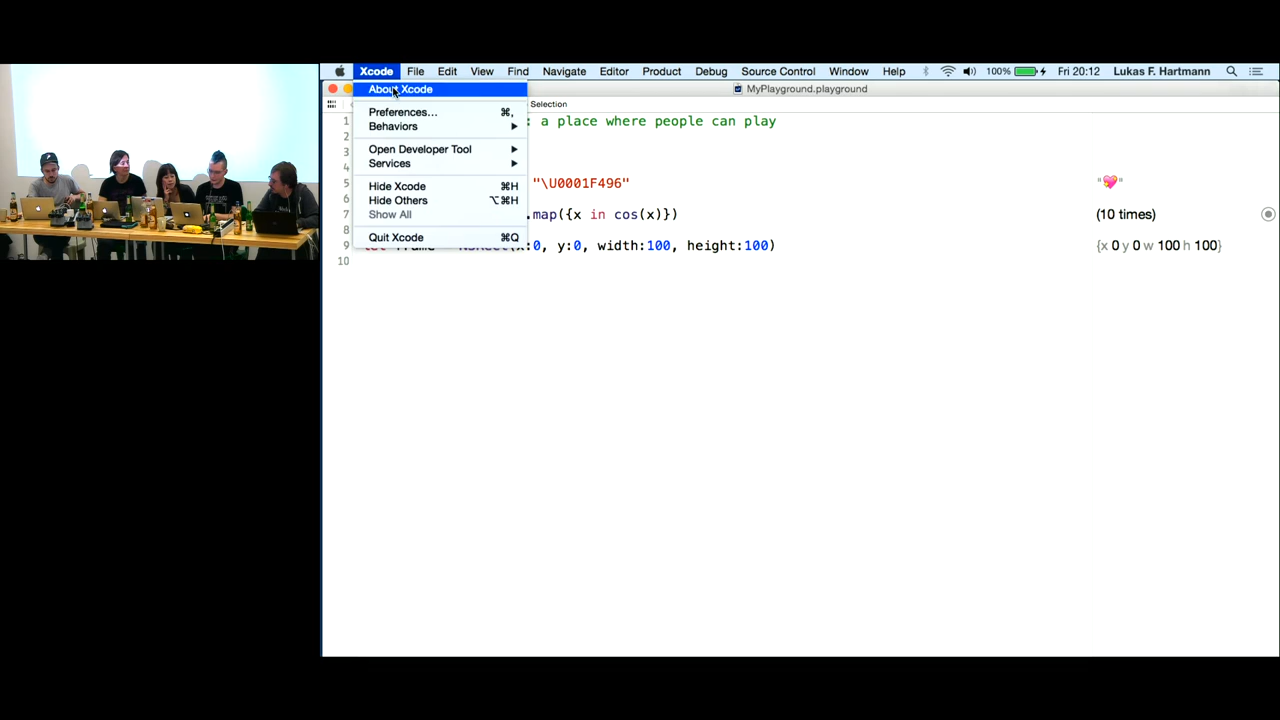 Xcode File Edit View Find Navigate Editor Product Debug Source Control Window Help 100% Fri 20:12 Lukas F. Hartmann
About Xcode
MyPlayground.playground
Selection
Preferences… ⌘,
1 : a place where people can play
Behaviors
2
Open Developer Tool
3
Services
4
5 "\U0001F496" "💖"
Hide Xcode ⌘H
6
Hide Others ⌥⌘H
Show All
7 .map({x in cos(x)}) (10 times)
8
Quit Xcode ⌘Q
9 x:0, y:0, width:100, height:100) {x 0 y 0 w 100 h 100}
10